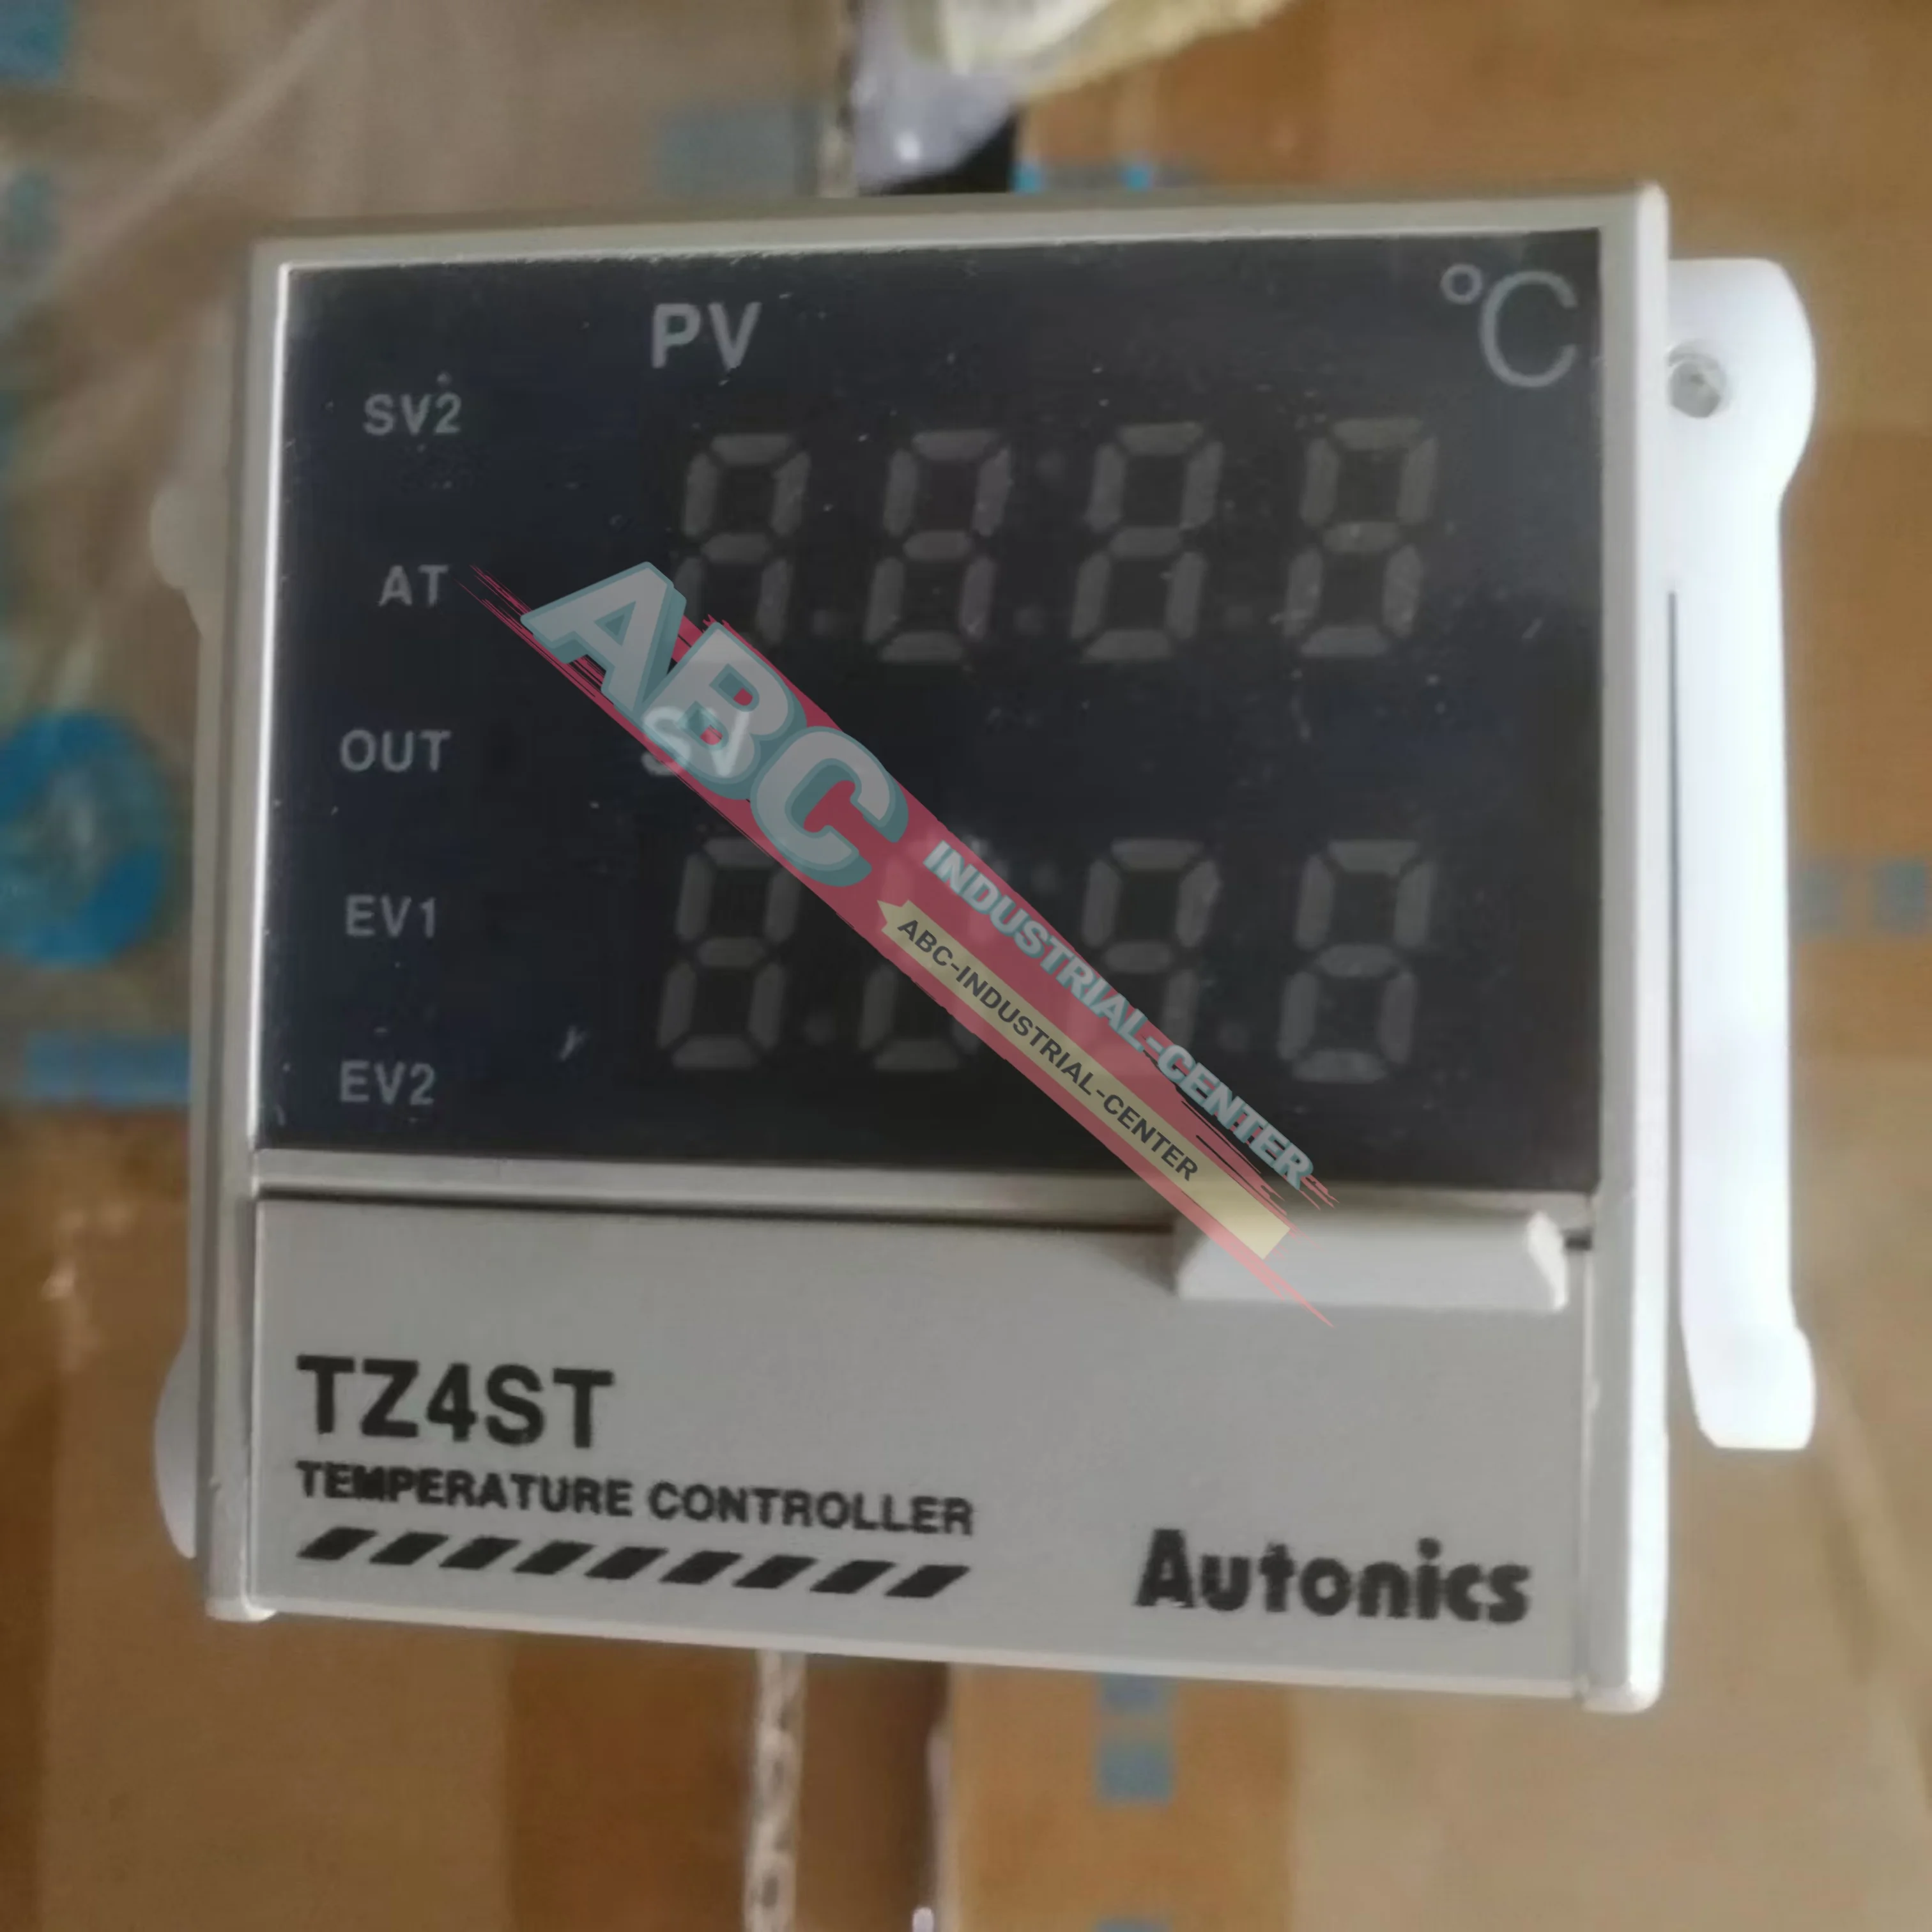 PV
°C
SV2
AT
OUT
SV
EV1
EV2
ABC
INDUSTRIAL-CENTER
ABC-INDUSTRIAL-CENTER
TZ4ST
TEMPERATURE CONTROLLER
Autonics